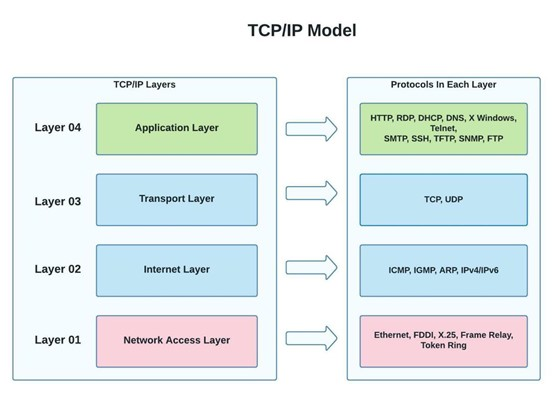 TCP/IP Model
TCP/IP Layers
Protocols In Each Layer
Layer 04
Application Layer
HTTP, RDP, DHCP, DNS, X Windows,
Telnet,
SMTP, SSH, TFTP, SNMP, FTP
Layer 03
Transport Layer
TCP, UDP
Layer 02
Internet Layer
ICMP, IGMP, ARP, IPv4/IPv6
Layer 01
Network Access Layer
Ethernet, FDDI, X.25, Frame Relay,
Token Ring